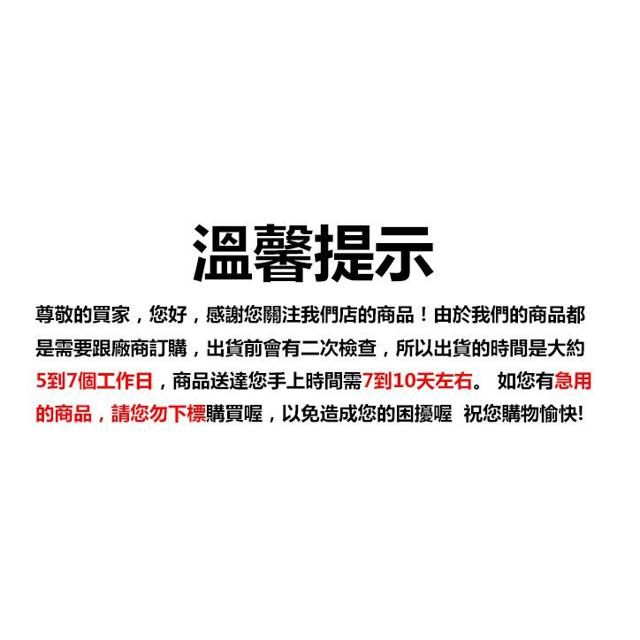 溫馨提示
尊敬的買家，您好，感謝您關注我們店的商品！由於我們的商品都
是需要跟廠商訂購，出貨前會有二次檢查，所以出貨的時間是大約
5到7個工作日，商品送達您手上時間需7到10天左右。 如您有急用
的商品，請您勿下標購買喔，以免造成您的困擾喔 祝您購物愉快!